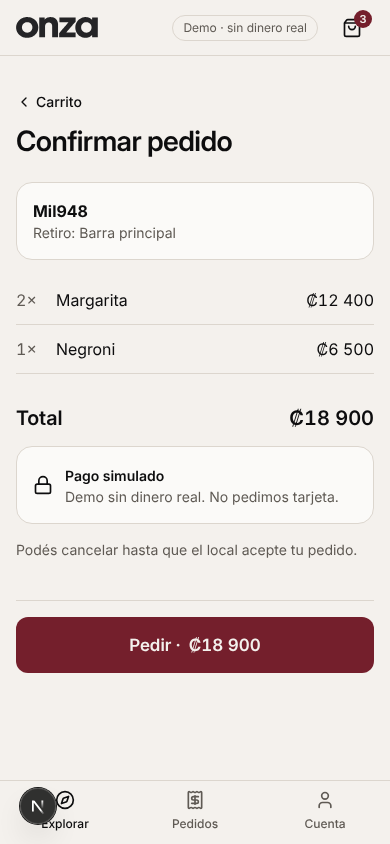 onza
Demo · sin dinero real
3
Carrito
Confirmar pedido
Mil948
Retiro: Barra principal
2× Margarita ₡12 400
1× Negroni ₡6 500
Total ₡18 900
Pago simulado
Demo sin dinero real. No pedimos tarjeta.
Podés cancelar hasta que el local acepte tu pedido.
Pedir · ₡18 900
N
Explorar
Pedidos
Cuenta